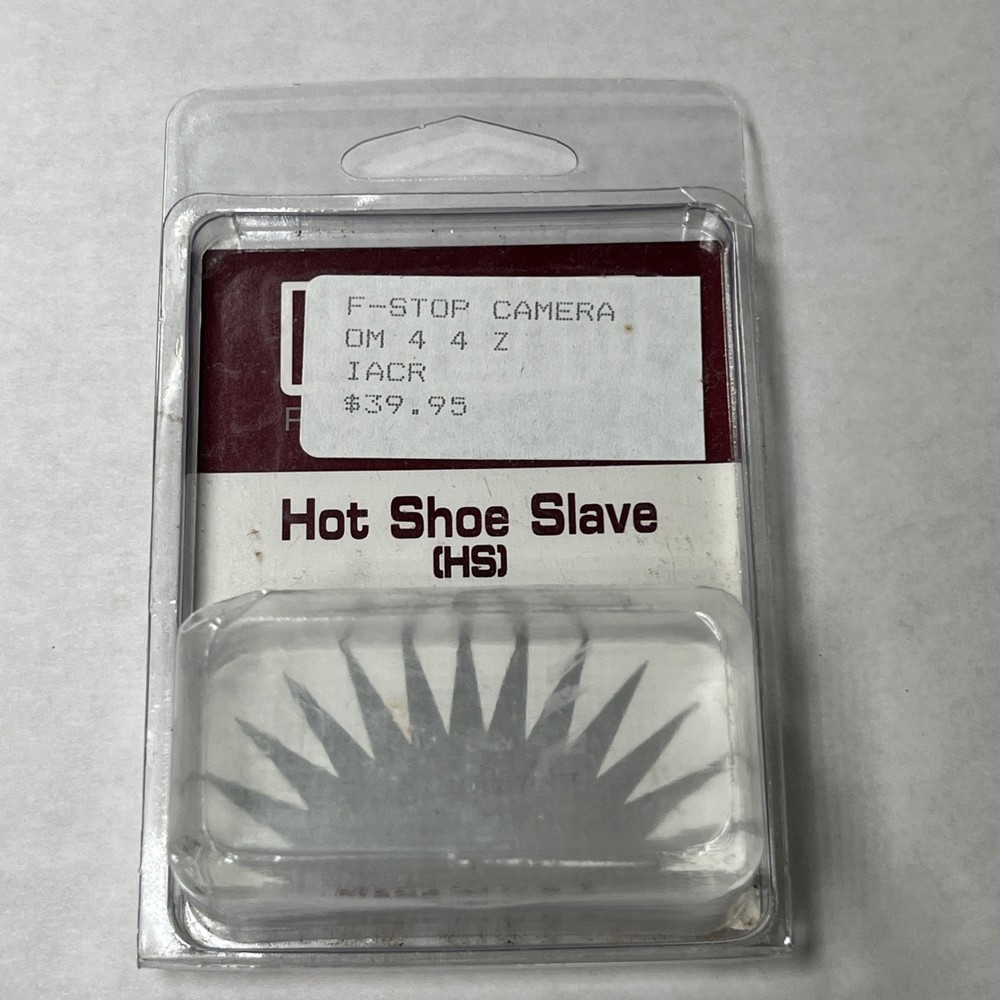 F-STOP CAMERA
OM 4 4 Z
IACR
$39.95
Hot Shoe Slave
(HS)